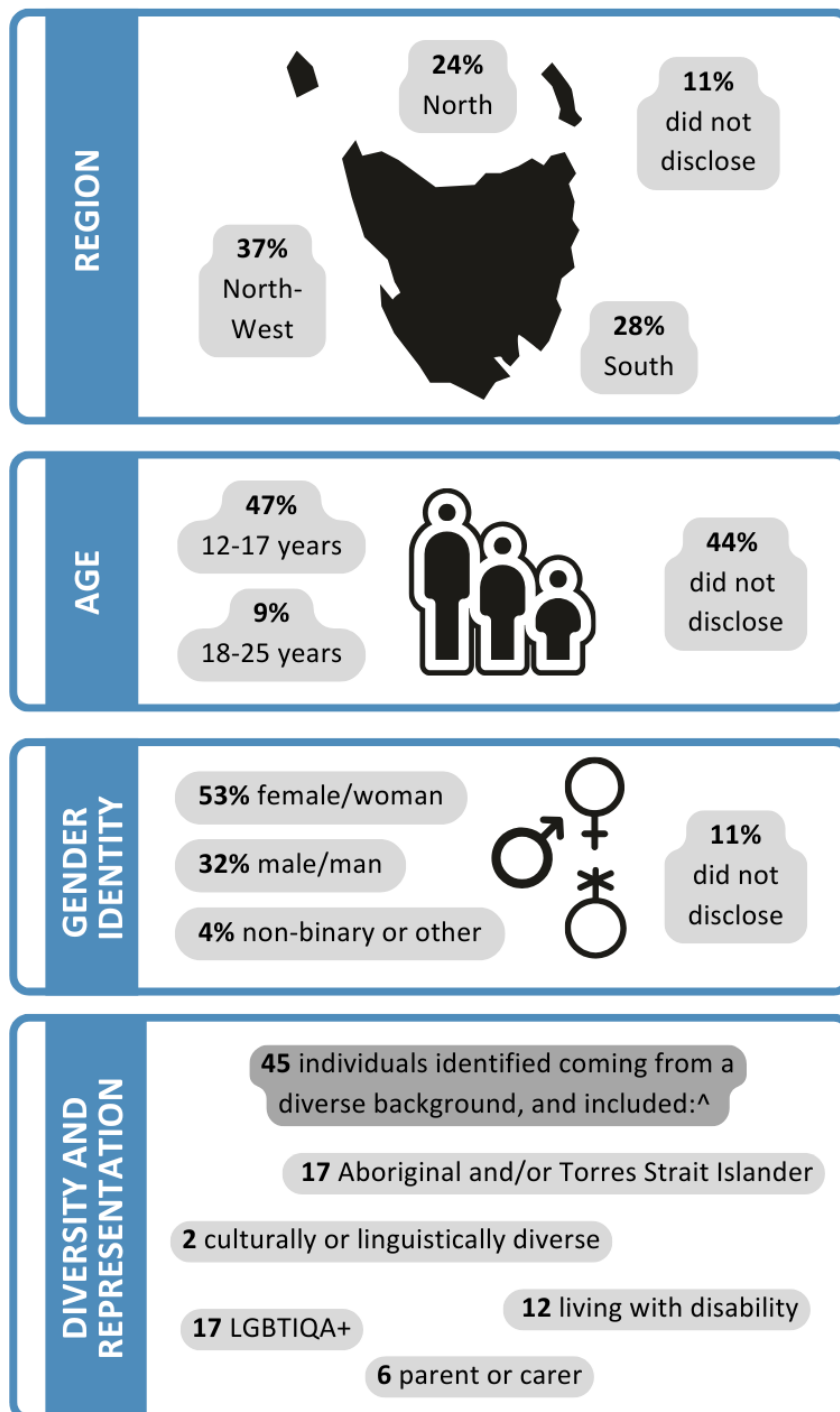 REGION
24%
North
11%
did not
disclose
37%
North-
West
28%
South
AGE
47%
12-17 years
9%
18-25 years
44%
did not
disclose
GENDER
IDENTITY
53% female/woman
32% male/man
4% non-binary or other
11%
did not
disclose
DIVERSITY AND
REPRESENTATION
45 individuals identified coming from a
diverse background, and included:^
17 Aboriginal and/or Torres Strait Islander
2 culturally or linguistically diverse
12 living with disability
17 LGBTIQA+
6 parent or carer